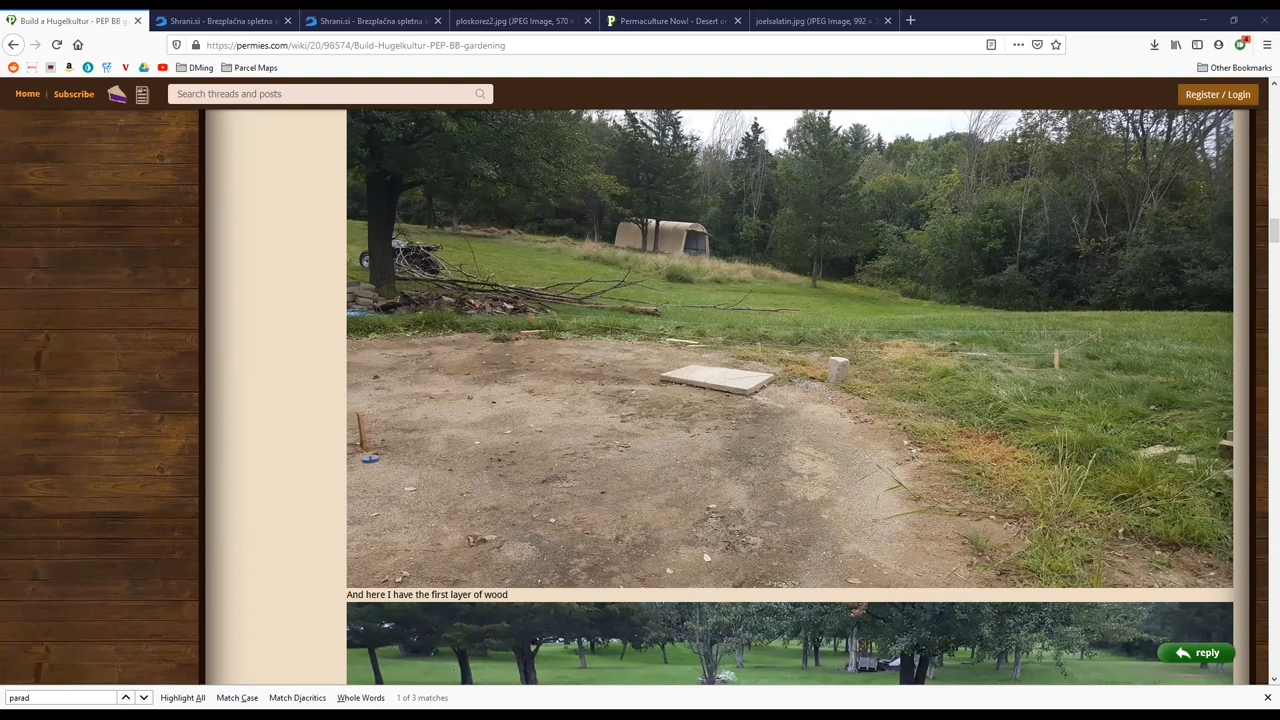 Build a Hugelkultur - PEP BB g
Shrani.si - Brezplačna spletna s
Shrani.si - Brezplačna spletna s
ploskorez2.jpg (JPEG Image, 570 ×
Permaculture Now! - Desert or
joelsalatin.jpg (JPEG Image, 992 ×
https://permies.com/wiki/20/98574/Build-Hugelkultur-PEP-BB-gardening
4
DMing
Parcel Maps
Other Bookmarks
Home | Subscribe
Search threads and posts
Register / Login
And here I have the first layer of wood
reply
parad
Highlight All
Match Case
Match Diacritics
Whole Words
1 of 3 matches